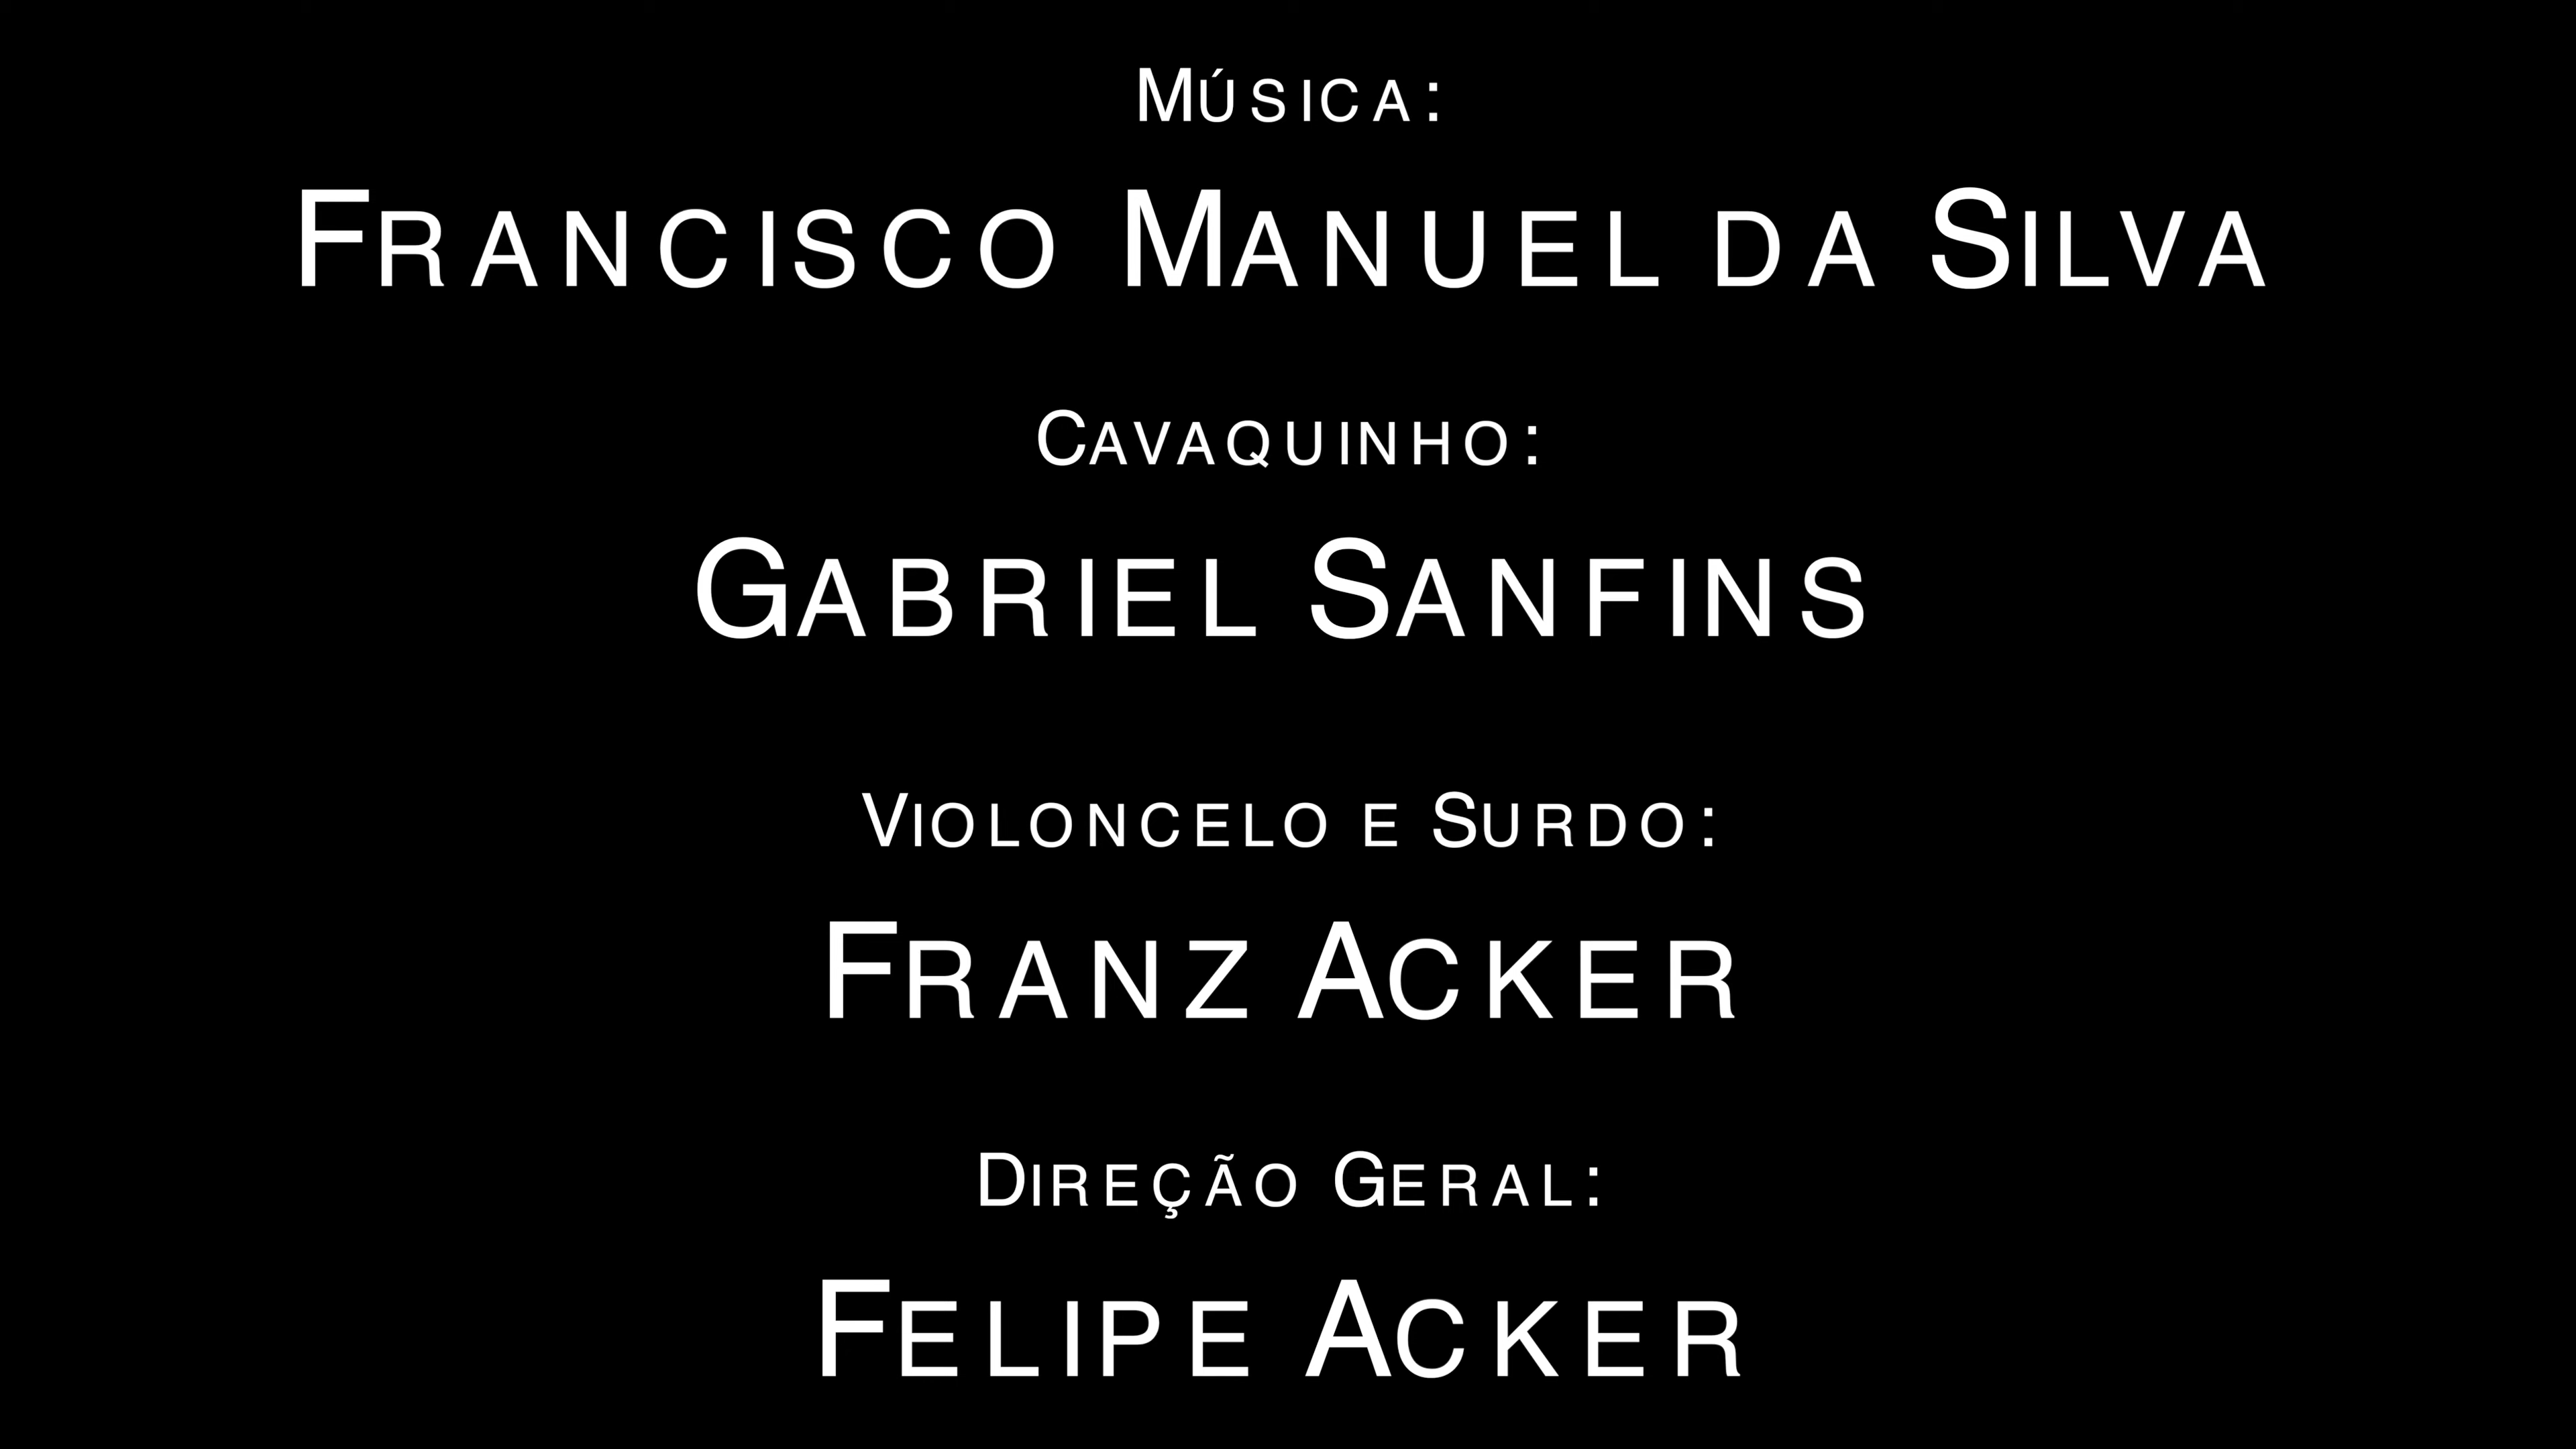 Música:
Francisco Manuel da Silva
Cavaquinho:
Gabriel Sanfins
Violoncelo e Surdo:
Franz Acker
Direção Geral:
Felipe Acker